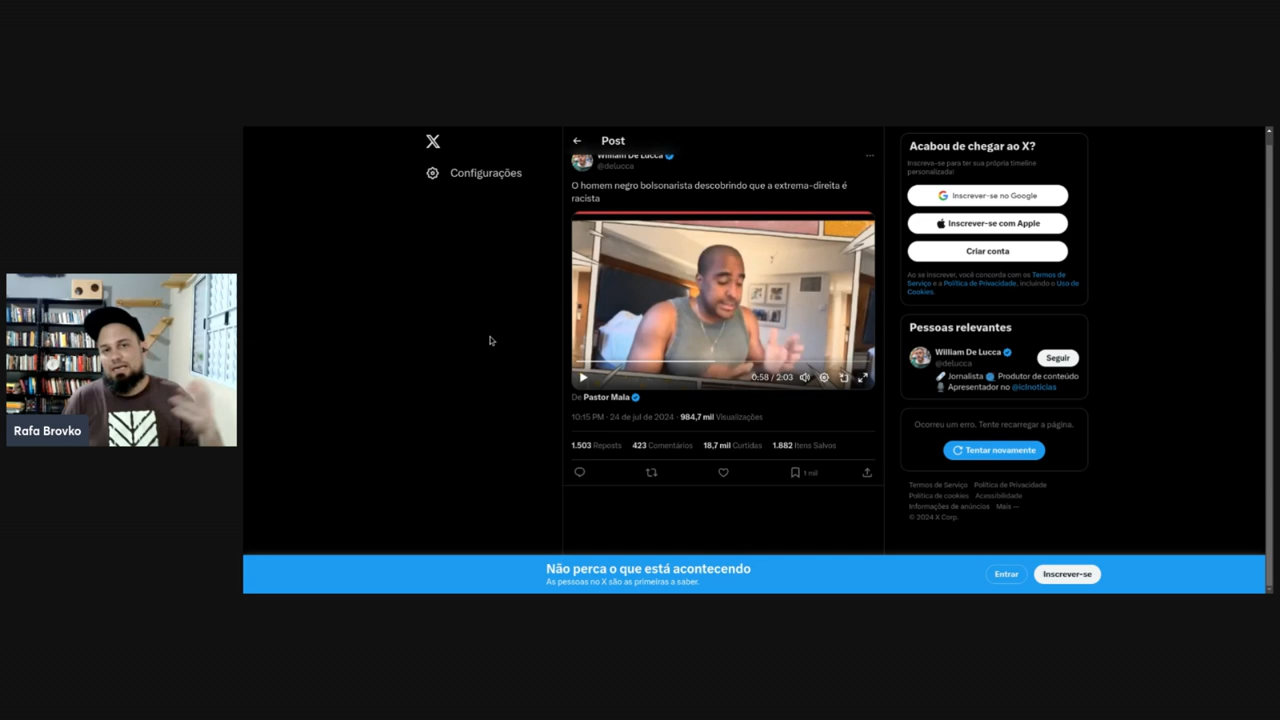 Rafa Brovko
Configurações
Post
William De Lucca
@delucca
O homem negro bolsonarista descobrindo que a extrema-direita é
racista
0:58 / 2:03
De Pastor Mala
10:15 PM · 24 de jul de 2024 · 984,7 mil Visualizações
1.503 Reposts 423 Comentários 18,7 mil Curtidas 1.882 Itens Salvos
1 mil
Acabou de chegar ao X?
Inscreva-se para ter sua própria timeline
personalizada!
Inscrever-se no Google
Inscrever-se com Apple
Criar conta
Ao se inscrever, você concorda com os Termos de
Serviço e a Política de Privacidade, incluindo o Uso de
Cookies.
Pessoas relevantes
William De Lucca
@delucca
Seguir
Jornalista Produtor de conteúdo
Apresentador no @iclnoticias
Ocorreu um erro. Tente recarregar a página.
Tentar novamente
Termos de Serviço Política de Privacidade
Política de cookies Acessibilidade
Informações de anúncios Mais
© 2024 X Corp.
Não perca o que está acontecendo
As pessoas no X são as primeiras a saber.
Entrar
Inscrever-se